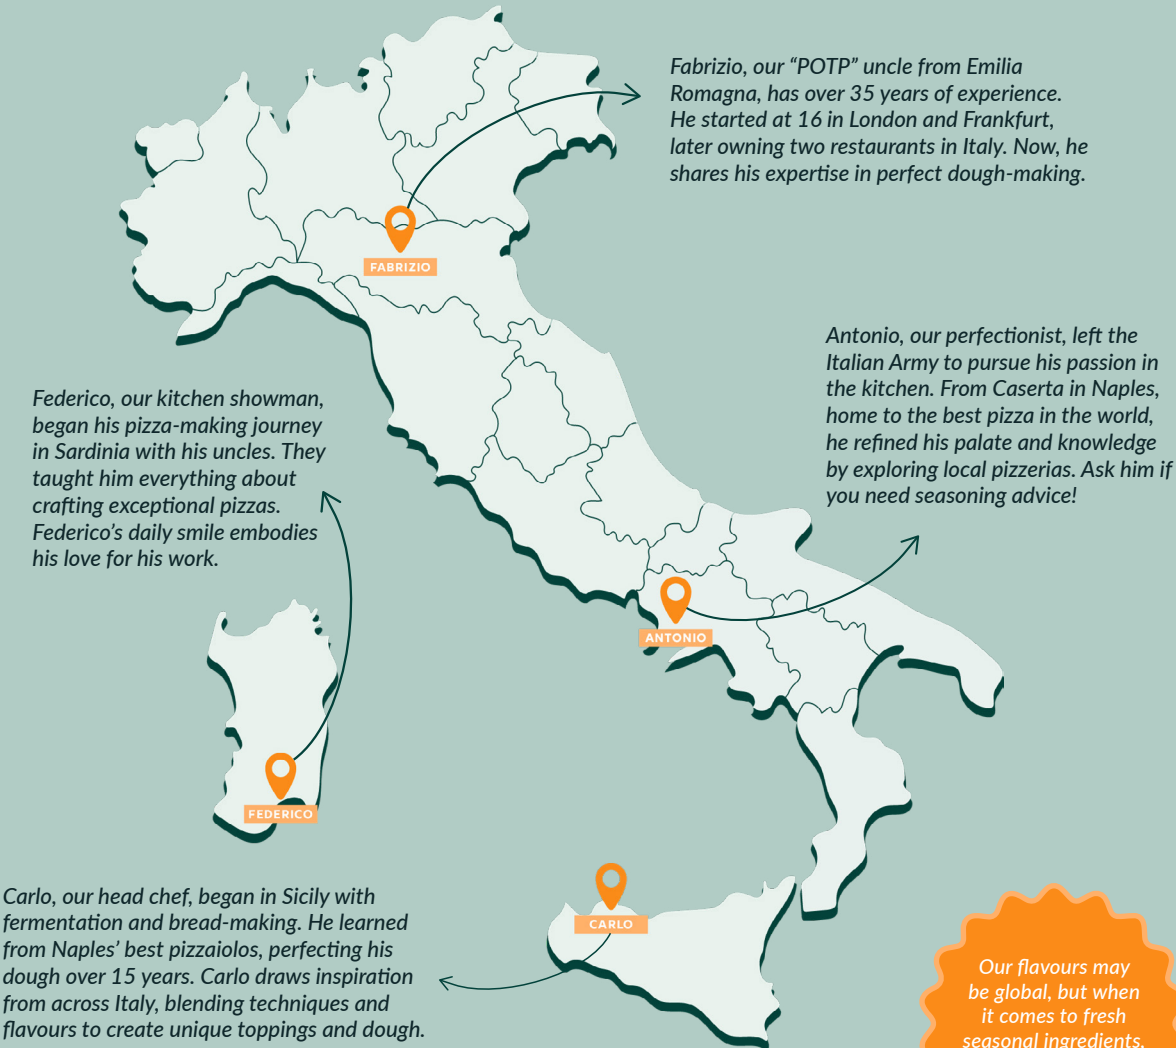 Fabrizio, our “POTP” uncle from Emilia
Romagna, has over 35 years of experience.
He started at 16 in London and Frankfurt,
later owning two restaurants in Italy. Now, he
shares his expertise in perfect dough-making.
FABRIZIO
Antonio, our perfectionist, left the
Italian Army to pursue his passion in
the kitchen. From Caserta in Naples,
home to the best pizza in the world,
he refined his palate and knowledge
by exploring local pizzerias. Ask him if
you need seasoning advice!
Federico, our kitchen showman,
began his pizza-making journey
in Sardinia with his uncles. They
taught him everything about
crafting exceptional pizzas.
Federico’s daily smile embodies
his love for his work.
ANTONIO
FEDERICO
Carlo, our head chef, began in Sicily with
fermentation and bread-making. He learned
from Naples’ best pizzaiolos, perfecting his
dough over 15 years. Carlo draws inspiration
from across Italy, blending techniques and
flavours to create unique toppings and dough.
CARLO
Our flavours may
be global, but when
it comes to fresh
seasonal ingredients,